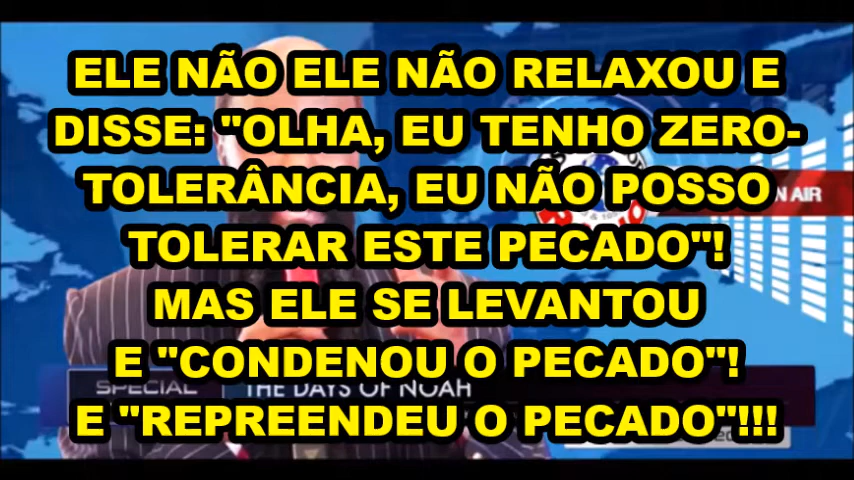 ELE NÃO ELE NÃO RELAXOU E
DISSE: "OLHA, EU TENHO ZERO-
TOLERÂNCIA, EU NÃO POSSO
N AIR
TOLERAR ESTE PECADO"!
MAS ELE SE LEVANTOU
E "CONDENOU O PECADO"!
SPECIAL THE DAYS OF NOAH
E "REPREENDEU O PECADO"!!!